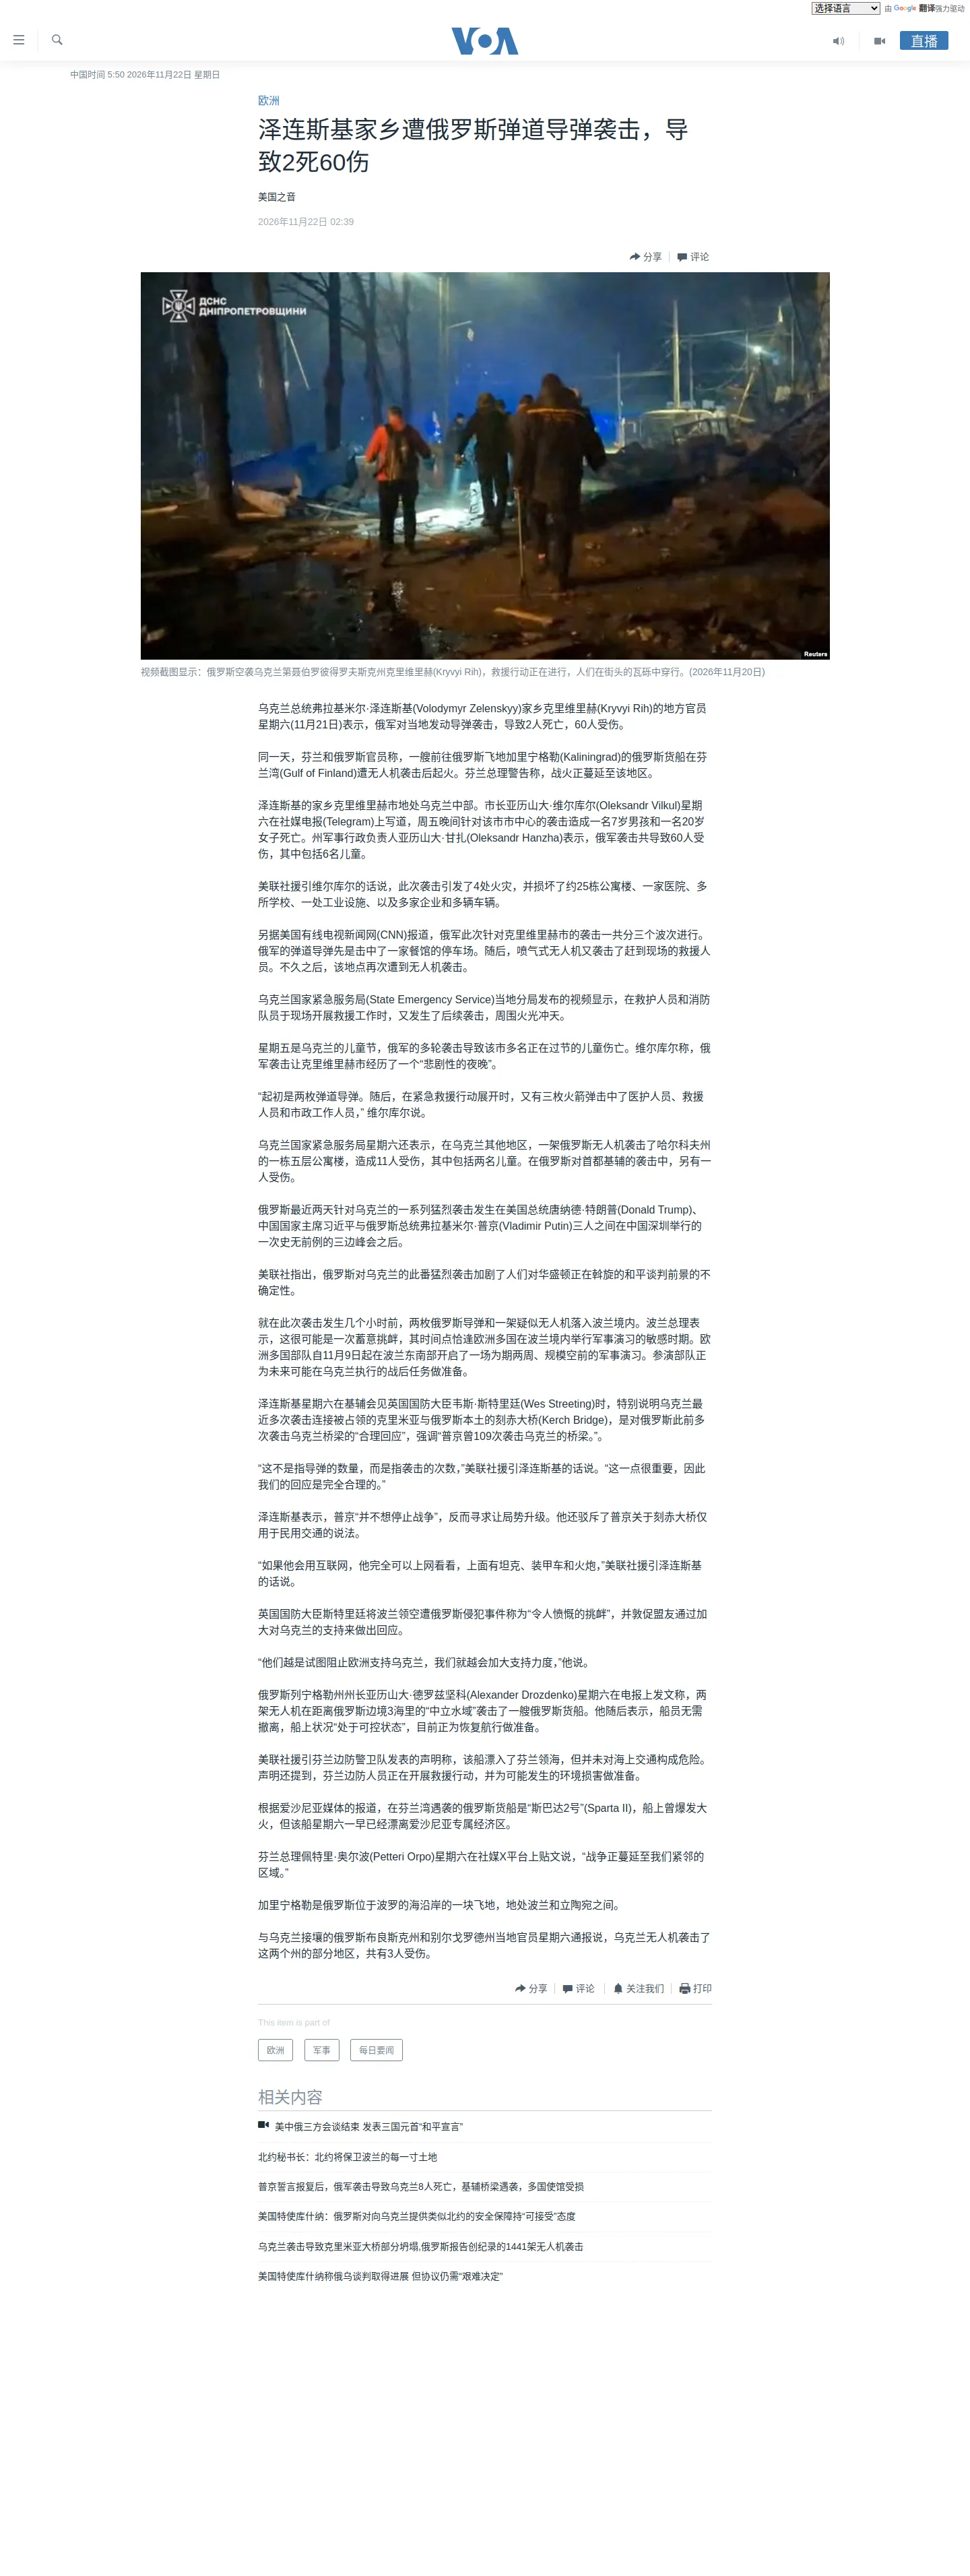 选择语言 由 Google 翻译强力驱动
VOA
直播
中国时间 5:50 2026年11月22日 星期日
欧洲
泽连斯基家乡遭俄罗斯弹道导弹袭击，导
致2死60伤
美国之音
2026年11月22日 02:39
分享 评论
ДСНС
ДНІПРОПЕТРОВЩИНИ
Reuters
视频截图显示：俄罗斯空袭乌克兰第聂伯罗彼得罗夫斯克州克里维里赫(Kryvyi Rih)，救援行动正在进行，人们在街头的瓦砾中穿行。(2026年11月20日)
乌克兰总统弗拉基米尔·泽连斯基(Volodymyr Zelenskyy)家乡克里维里赫(Kryvyi Rih)的地方官员
星期六(11月21日)表示，俄军对当地发动导弹袭击，导致2人死亡，60人受伤。
同一天，芬兰和俄罗斯官员称，一艘前往俄罗斯飞地加里宁格勒(Kaliningrad)的俄罗斯货船在芬
兰湾(Gulf of Finland)遭无人机袭击后起火。芬兰总理警告称，战火正蔓延至该地区。
泽连斯基的家乡克里维里赫市地处乌克兰中部。市长亚历山大·维尔库尔(Oleksandr Vilkul)星期
六在社媒电报(Telegram)上写道，周五晚间针对该市市中心的袭击造成一名7岁男孩和一名20岁
女子死亡。州军事行政负责人亚历山大·甘扎(Oleksandr Hanzha)表示，俄军袭击共导致60人受
伤，其中包括6名儿童。
美联社援引维尔库尔的话说，此次袭击引发了4处火灾，并损坏了约25栋公寓楼、一家医院、多
所学校、一处工业设施、以及多家企业和多辆车辆。
另据美国有线电视新闻网(CNN)报道，俄军此次针对克里维里赫市的袭击一共分三个波次进行。
俄军的弹道导弹先是击中了一家餐馆的停车场。随后，喷气式无人机又袭击了赶到现场的救援人
员。不久之后，该地点再次遭到无人机袭击。
乌克兰国家紧急服务局(State Emergency Service)当地分局发布的视频显示，在救护人员和消防
队员于现场开展救援工作时，又发生了后续袭击，周围火光冲天。
星期五是乌克兰的儿童节，俄军的多轮袭击导致该市多名正在过节的儿童伤亡。维尔库尔称，俄
军袭击让克里维里赫市经历了一个“悲剧性的夜晚”。
“起初是两枚弹道导弹。随后，在紧急救援行动展开时，又有三枚火箭弹击中了医护人员、救援
人员和市政工作人员，” 维尔库尔说。
乌克兰国家紧急服务局星期六还表示，在乌克兰其他地区，一架俄罗斯无人机袭击了哈尔科夫州
的一栋五层公寓楼，造成11人受伤，其中包括两名儿童。在俄罗斯对首都基辅的袭击中，另有一
人受伤。
俄罗斯最近两天针对乌克兰的一系列猛烈袭击发生在美国总统唐纳德·特朗普(Donald Trump)、
中国国家主席习近平与俄罗斯总统弗拉基米尔·普京(Vladimir Putin)三人之间在中国深圳举行的
一次史无前例的三边峰会之后。
美联社指出，俄罗斯对乌克兰的此番猛烈袭击加剧了人们对华盛顿正在斡旋的和平谈判前景的不
确定性。
就在此次袭击发生几个小时前，两枚俄罗斯导弹和一架疑似无人机落入波兰境内。波兰总理表
示，这很可能是一次蓄意挑衅，其时间点恰逢欧洲多国在波兰境内举行军事演习的敏感时期。欧
洲多国部队自11月9日起在波兰东南部开启了一场为期两周、规模空前的军事演习。参演部队正
为未来可能在乌克兰执行的战后任务做准备。
泽连斯基星期六在基辅会见英国国防大臣韦斯·斯特里廷(Wes Streeting)时，特别说明乌克兰最
近多次袭击连接被占领的克里米亚与俄罗斯本土的刻赤大桥(Kerch Bridge)，是对俄罗斯此前多
次袭击乌克兰桥梁的“合理回应”，强调“普京曾109次袭击乌克兰的桥梁。”。
“这不是指导弹的数量，而是指袭击的次数，”美联社援引泽连斯基的话说。“这一点很重要，因此
我们的回应是完全合理的。”
泽连斯基表示，普京“并不想停止战争”，反而寻求让局势升级。他还驳斥了普京关于刻赤大桥仅
用于民用交通的说法。
“如果他会用互联网，他完全可以上网看看，上面有坦克、装甲车和火炮，”美联社援引泽连斯基
的话说。
英国国防大臣斯特里廷将波兰领空遭俄罗斯侵犯事件称为“令人愤慨的挑衅”，并敦促盟友通过加
大对乌克兰的支持来做出回应。
“他们越是试图阻止欧洲支持乌克兰，我们就越会加大支持力度，”他说。
俄罗斯列宁格勒州州长亚历山大·德罗兹坚科(Alexander Drozdenko)星期六在电报上发文称，两
架无人机在距离俄罗斯边境3海里的“中立水域”袭击了一艘俄罗斯货船。他随后表示，船员无需
撤离，船上状况“处于可控状态”，目前正为恢复航行做准备。
美联社援引芬兰边防警卫队发表的声明称，该船漂入了芬兰领海，但并未对海上交通构成危险。
声明还提到，芬兰边防人员正在开展救援行动，并为可能发生的环境损害做准备。
根据爱沙尼亚媒体的报道，在芬兰湾遇袭的俄罗斯货船是“斯巴达2号”(Sparta II)，船上曾爆发大
火，但该船星期六一早已经漂离爱沙尼亚专属经济区。
芬兰总理佩特里·奥尔波(Petteri Orpo)星期六在社媒X平台上贴文说，“战争正蔓延至我们紧邻的
区域。”
加里宁格勒是俄罗斯位于波罗的海沿岸的一块飞地，地处波兰和立陶宛之间。
与乌克兰接壤的俄罗斯布良斯克州和别尔戈罗德州当地官员星期六通报说，乌克兰无人机袭击了
这两个州的部分地区，共有3人受伤。
分享 评论 关注我们 打印
This item is part of
欧洲 军事 每日要闻
相关内容
美中俄三方会谈结束 发表三国元首“和平宣言”
北约秘书长：北约将保卫波兰的每一寸土地
普京誓言报复后，俄军袭击导致乌克兰8人死亡，基辅桥梁遇袭，多国使馆受损
美国特使库什纳：俄罗斯对向乌克兰提供类似北约的安全保障持“可接受”态度
乌克兰袭击导致克里米亚大桥部分坍塌,俄罗斯报告创纪录的1441架无人机袭击
美国特使库什纳称俄乌谈判取得进展 但协议仍需“艰难决定”